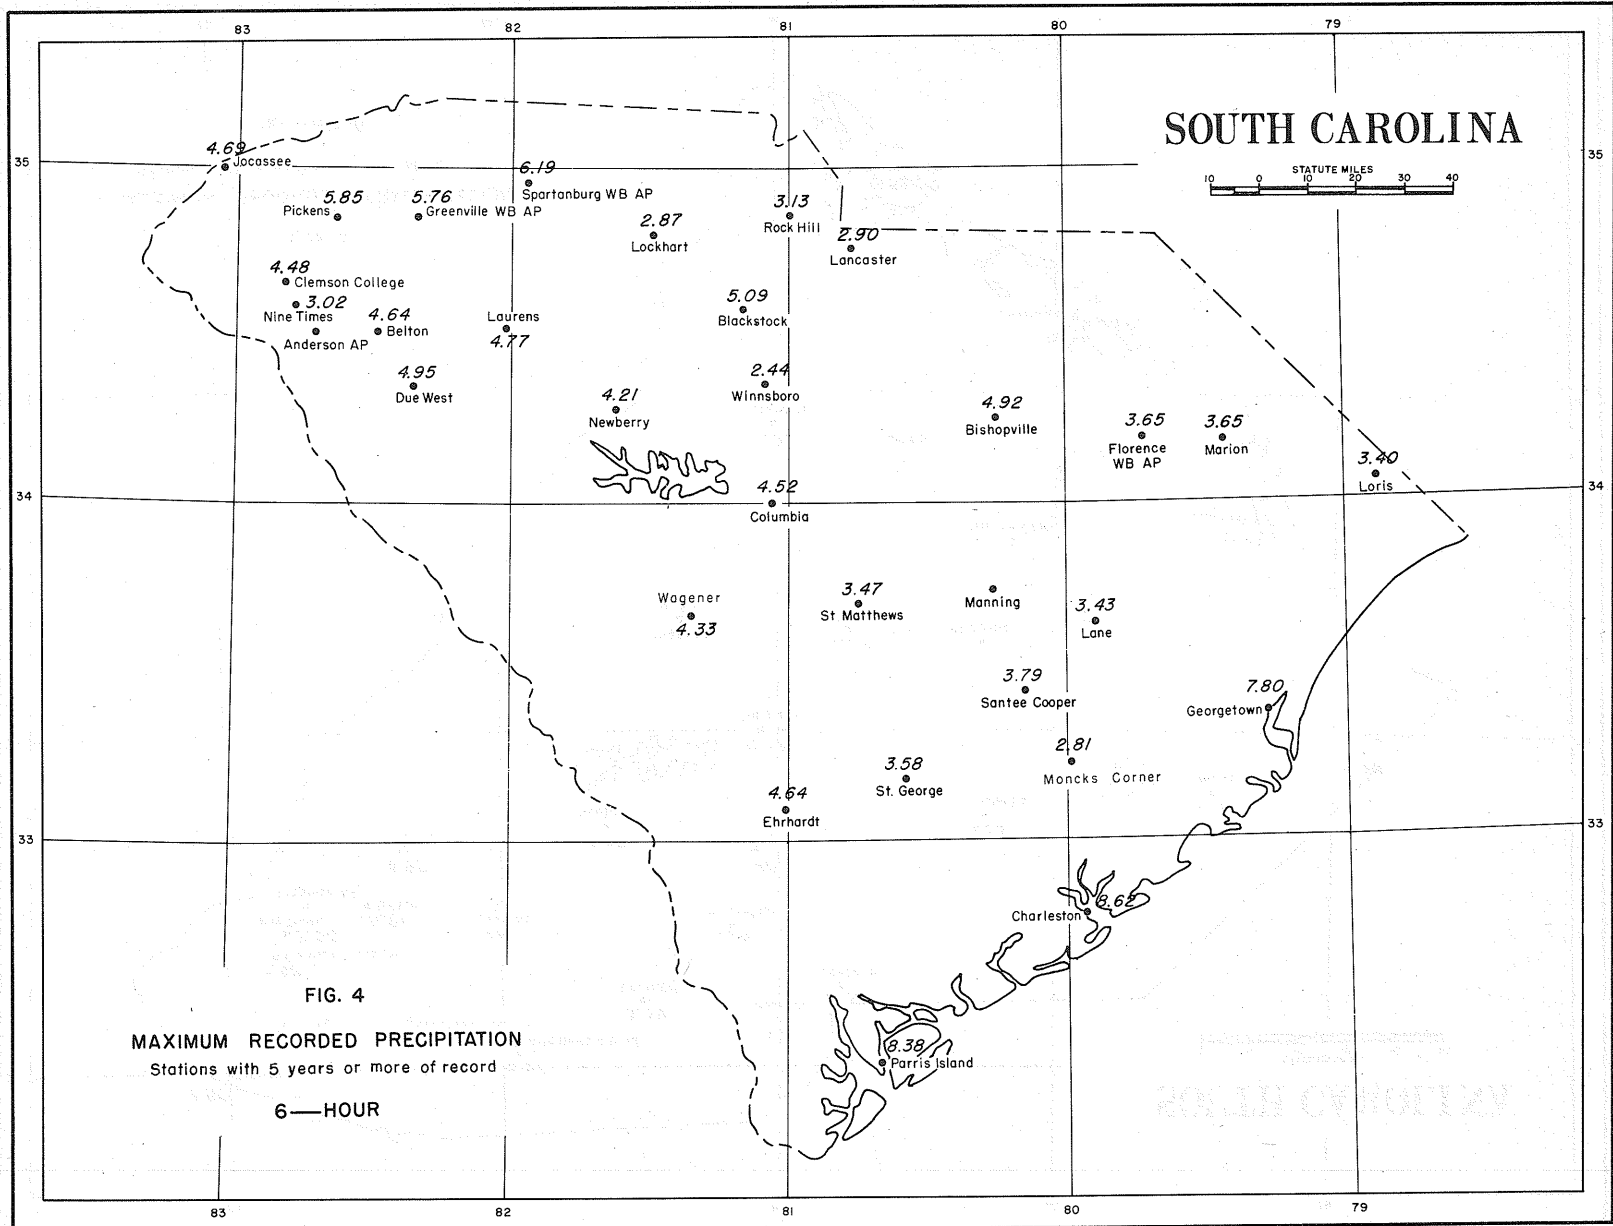 83 82 81 80 79
SOUTH CAROLINA
STATUTE MILES
10 0 10 20 30 40
35 35
4.69
Jocassee
6.19
Spartanburg WB AP
5.85
Pickens
5.76
Greenville WB AP
2.87
Lockhart
3.13
Rock Hill
2.90
Lancaster
4.48
Clemson College
3.02
Nine Times
Anderson AP
4.64
Belton
Laurens
4.77
5.09
Blackstock
4.95
Due West
2.44
Winnsboro
4.21
Newberry
4.92
Bishopville
3.65
Florence
WB AP
3.65
Marion
3.40
Loris
34 34
4.52
Columbia
Wagener
4.33
3.47
St Matthews
Manning
3.43
Lane
3.79
Santee Cooper
7.80
Georgetown
2.81
Moncks Corner
3.58
St. George
4.64
Ehrhardt
33 33
8.62
Charleston
8.38
Parris Island
FIG. 4
MAXIMUM RECORDED PRECIPITATION
Stations with 5 years or more of record
6—HOUR
83 82 81 80 79